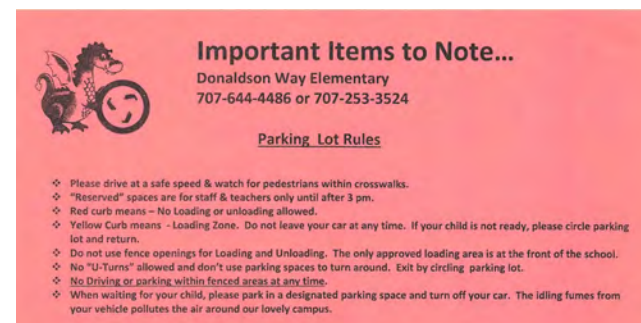 Important Items to Note...
Donaldson Way Elementary
707-644-4486 or 707-253-3524
Parking Lot Rules
❖ Please drive at a safe speed & watch for pedestrians within crosswalks.
❖ "Reserved" spaces are for staff & teachers only until after 3 pm.
❖ Red curb means – No Loading or unloading allowed.
❖ Yellow Curb means - Loading Zone. Do not leave your car at any time. If your child is not ready, please circle parking
lot and return.
❖ Do not use fence openings for Loading and Unloading. The only approved loading area is at the front of the school.
❖ No "U-Turns" allowed and don't use parking spaces to turn around. Exit by circling parking lot.
❖ No Driving or parking within fenced areas at any time.
❖ When waiting for your child, please park in a designated parking space and turn off your car. The idling fumes from
your vehicle pollutes the air around our lovely campus.